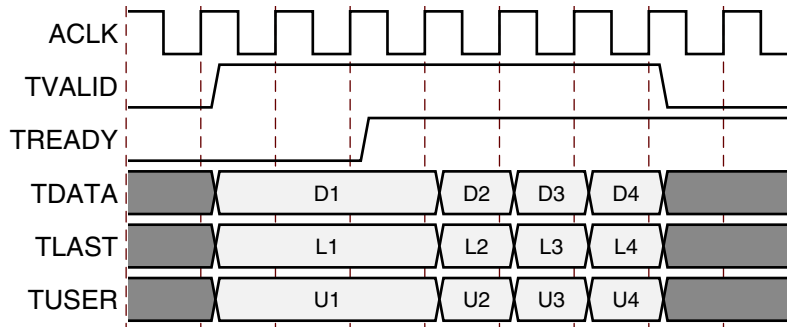 ACLK
TVALID
TREADY
TDATA D1 D2 D3 D4
TLAST L1 L2 L3 L4
TUSER U1 U2 U3 U4